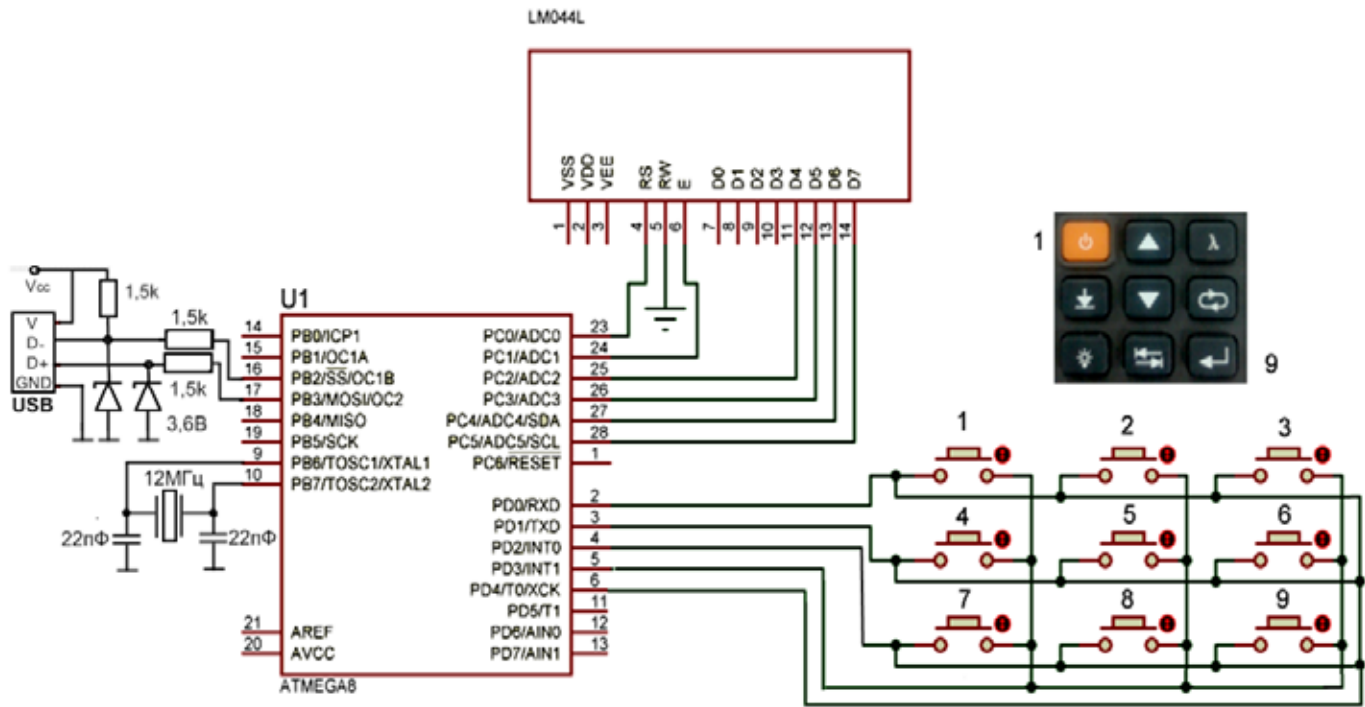 LM044L
VSS
VDD
VEE
RS
RW
E
D0
D1
D2
D3
D4
D5
D6
D7
1
2
3
4
5
6
7
8
9
10
11
12
13
14
Vcc
1,5k
V
D-
D+
GND
USB
1,5k
1,5k
3,6В
12МГц
22пФ
22пФ
U1
14 PB0/ICP1
15 PB1/OC1A
16 PB2/SS/OC1B
17 PB3/MOSI/OC2
18 PB4/MISO
19 PB5/SCK
9 PB6/TOSC1/XTAL1
10 PB7/TOSC2/XTAL2
21 AREF
20 AVCC
PC0/ADC0 23
PC1/ADC1 24
PC2/ADC2 25
PC3/ADC3 26
PC4/ADC4/SDA 27
PC5/ADC5/SCL 28
PC6/RESET 1
PD0/RXD 2
PD1/TXD 3
PD2/INT0 4
PD3/INT1 5
PD4/T0/XCK 6
PD5/T1 11
PD6/AIN0 12
PD7/AIN1 13
ATMEGA8
1
λ
9
1 2 3
4 5 6
7 8 9